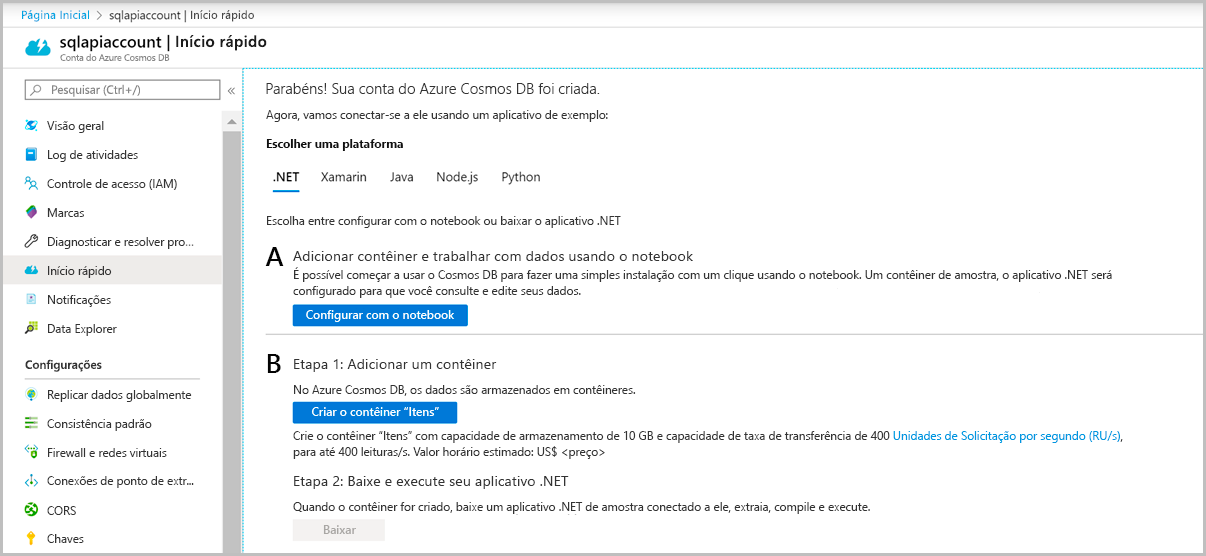 Página Inicial > sqlapiaccount | Início rápido
sqlapiaccount | Início rápido
Conta do Azure Cosmos DB
Pesquisar (Ctrl+/)
«
Visão geral
Log de atividades
Controle de acesso (IAM)
Marcas
Diagnosticar e resolver pro...
Início rápido
Notificações
Data Explorer
Configurações
Replicar dados globalmente
Consistência padrão
Firewall e redes virtuais
Conexões de ponto de extr...
CORS
Chaves
Parabéns! Sua conta do Azure Cosmos DB foi criada.
Agora, vamos conectar-se a ele usando um aplicativo de exemplo:
Escolher uma plataforma
.NET Xamarin Java Node.js Python
Escolha entre configurar com o notebook ou baixar o aplicativo .NET
A Adicionar contêiner e trabalhar com dados usando o notebook
É possível começar a usar o Cosmos DB para fazer uma simples instalação com um clique usando o notebook. Um contêiner de amostra, o aplicativo .NET será
configurado para que você consulte e edite seus dados.
Configurar com o notebook
B Etapa 1: Adicionar um contêiner
No Azure Cosmos DB, os dados são armazenados em contêineres.
Criar o contêiner “Itens”
Crie o contêiner “Itens” com capacidade de armazenamento de 10 GB e capacidade de taxa de transferência de 400 Unidades de Solicitação por segundo (RU/s),
para até 400 leituras/s. Valor horário estimado: US$ <preço>
Etapa 2: Baixe e execute seu aplicativo .NET
Quando o contêiner for criado, baixe um aplicativo .NET de amostra conectado a ele, extraia, compile e execute.
Baixar